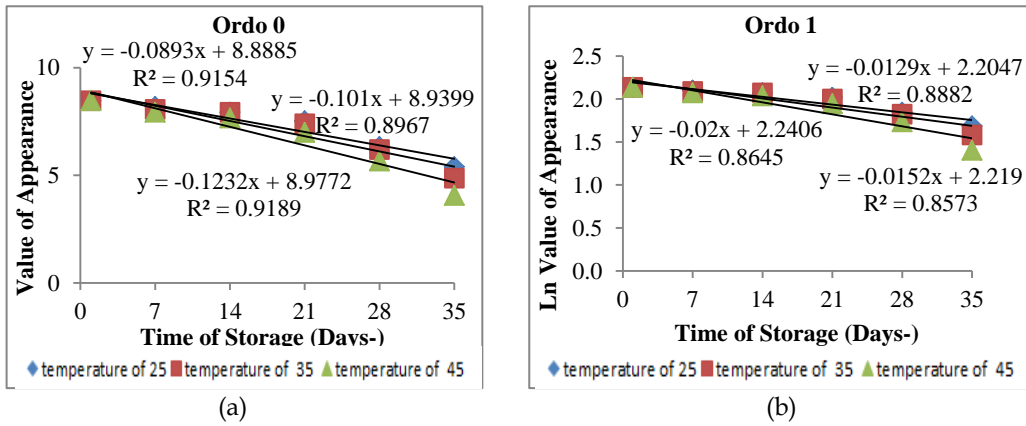 Ordo 0
y = -0.0893x + 8.8885
R² = 0.9154
y = -0.101x + 8.9399
R² = 0.8967
y = -0.1232x + 8.9772
R² = 0.9189
Value of Appearance
10
5
0
0 7 14 21 28 35
Time of Storage (Days-)
temperature of 25 temperature of 35 temperature of 45
(a)
Ordo 1
y = -0.0129x + 2.2047
R² = 0.8882
y = -0.02x + 2.2406
R² = 0.8645
y = -0.0152x + 2.219
R² = 0.8573
Ln Value of Appearance
2.5
2.0
1.5
1.0
0.5
0.0
0 7 14 21 28 35
Time of Storage (Days-)
temperature of 25 temperature of 35 temperature of 45
(b)